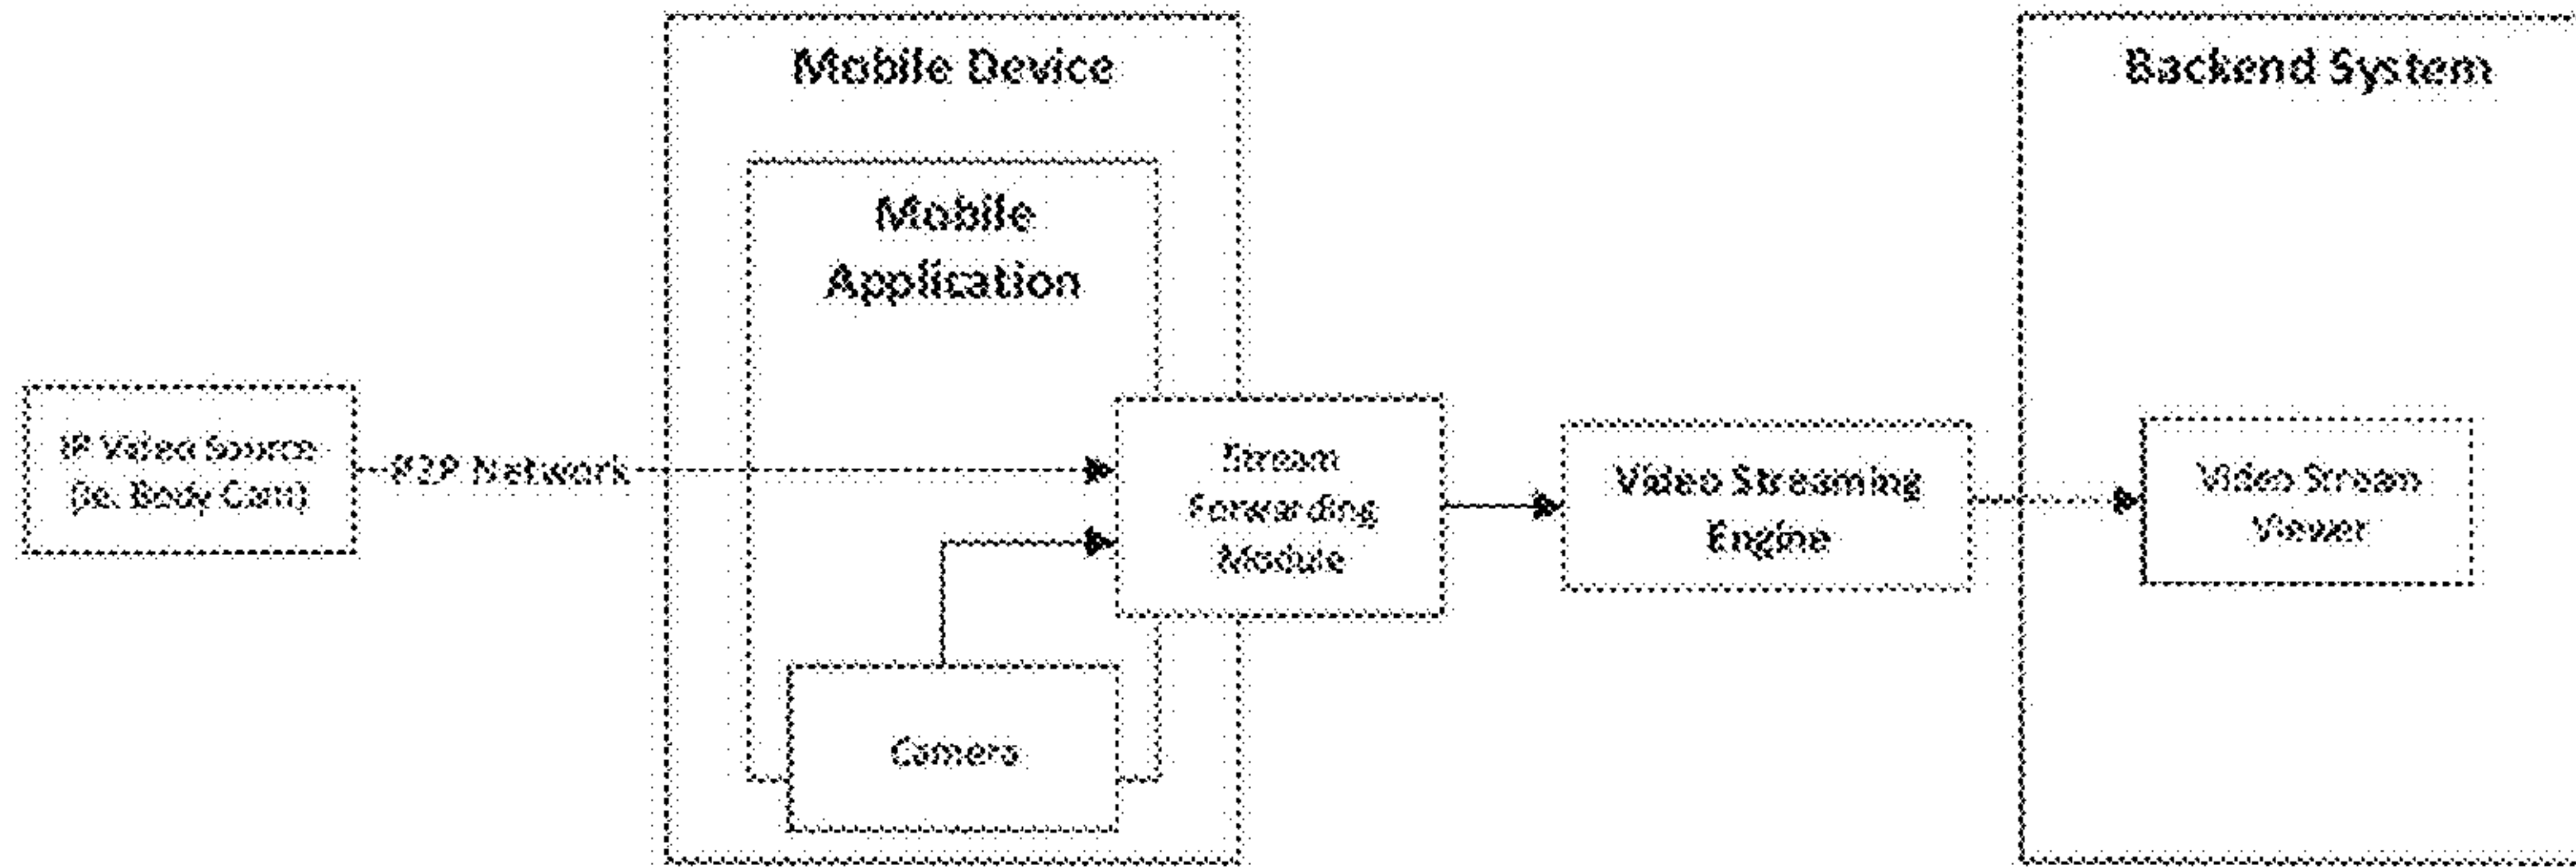 Mobile Device
Backend System
Mobile
Application
IP Video Source
(ie. Body Cam)
P2P Network
Stream
Forwarding
Module
Video Streaming
Engine
Video Stream
Viewer
Camera